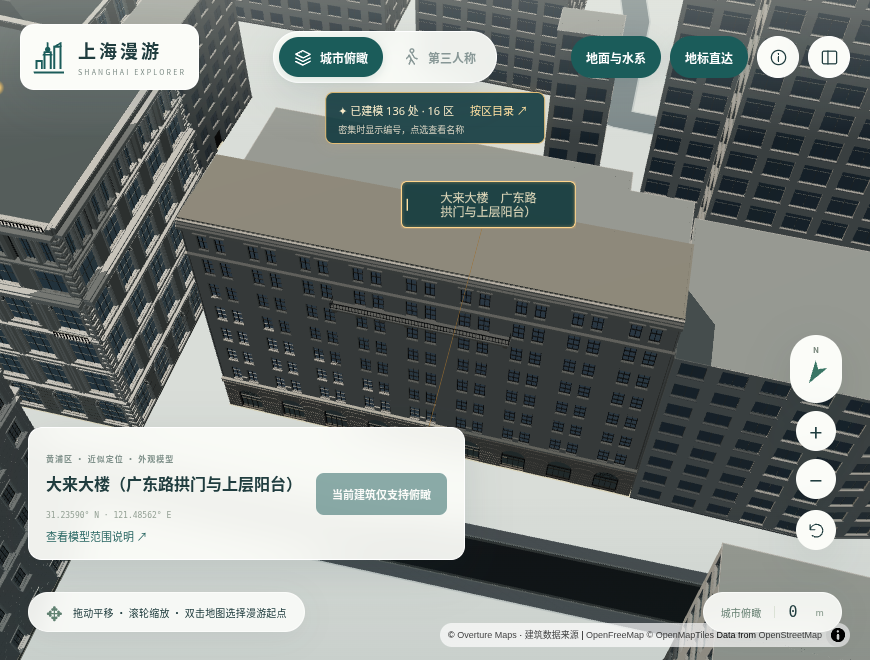 上海漫游
SHANGHAI EXPLORER
城市俯瞰
第三人称
地面与水系
地标直达
✦ 已建模 136 处 · 16 区 按区目录 ↗
密集时显示编号，点选查看名称
大来大楼 广东路
拱门与上层阳台）
N
黄浦区 · 近似定位 · 外观模型
大来大楼（广东路拱门与上层阳台）
当前建筑仅支持俯瞰
31.23590° N · 121.48562° E
查看模型范围说明 ↗
拖动平移 · 滚轮缩放 · 双击地图选择漫游起点
城市俯瞰 0 m
© Overture Maps · 建筑数据来源 | OpenFreeMap © OpenMapTiles Data from OpenStreetMap